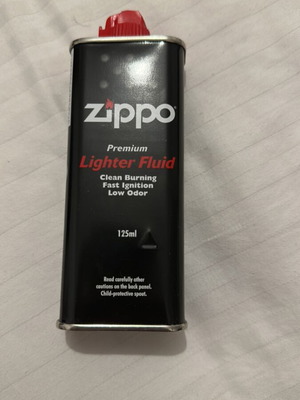 zippo
Premium
Lighter Fluid
Clean Burning
Fast Ignition
Low Odor
125ml
Read carefully other
cautions on the back panel.
Child-protective spout.